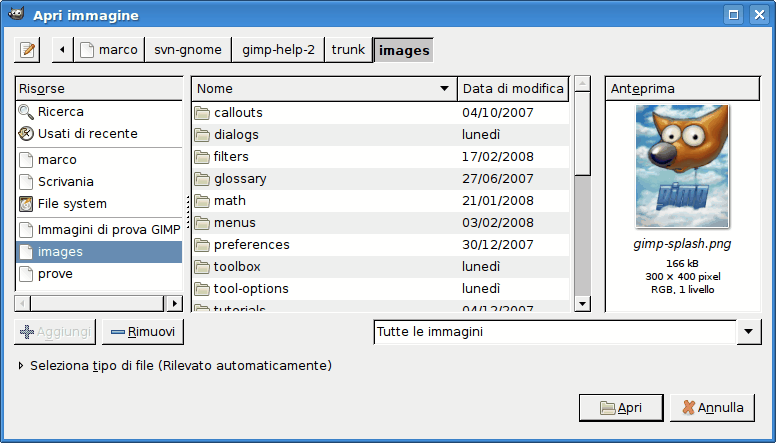 Apri immagine
marco svn-gnome gimp-help-2 trunk images
Risorse
Ricerca
Usati di recente
marco
Scrivania
File system
Immagini di prova GIMP
images
prove
Nome Data di modifica
callouts 04/10/2007
dialogs lunedì
filters 17/02/2008
glossary 27/06/2007
math 21/01/2008
menus 03/02/2008
preferences 30/12/2007
toolbox lunedì
tool-options lunedì
tutorials 04/12/2007
Anteprima
gimp
gimp-splash.png
166 kB
300 × 400 pixel
RGB, 1 livello
Aggiungi Rimuovi Tutte le immagini
Seleziona tipo di file (Rilevato automaticamente)
Apri Annulla